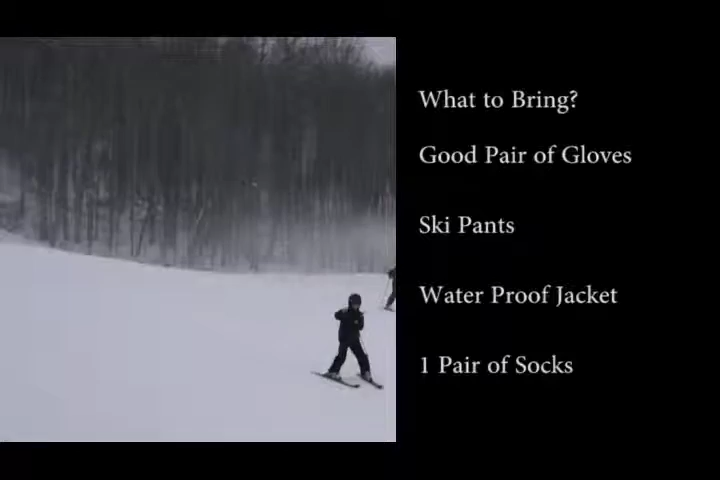 What to Bring?
Good Pair of Gloves
Ski Pants
Water Proof Jacket
1 Pair of Socks